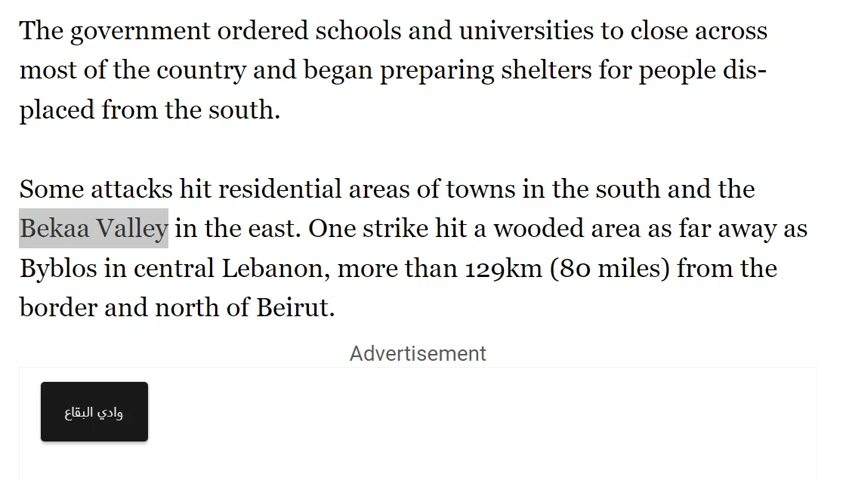 The government ordered schools and universities to close across
most of the country and began preparing shelters for people dis-
placed from the south.
Some attacks hit residential areas of towns in the south and the
Bekaa Valley in the east. One strike hit a wooded area as far away as
Byblos in central Lebanon, more than 129km (80 miles) from the
border and north of Beirut.
Advertisement
وادي البقاع